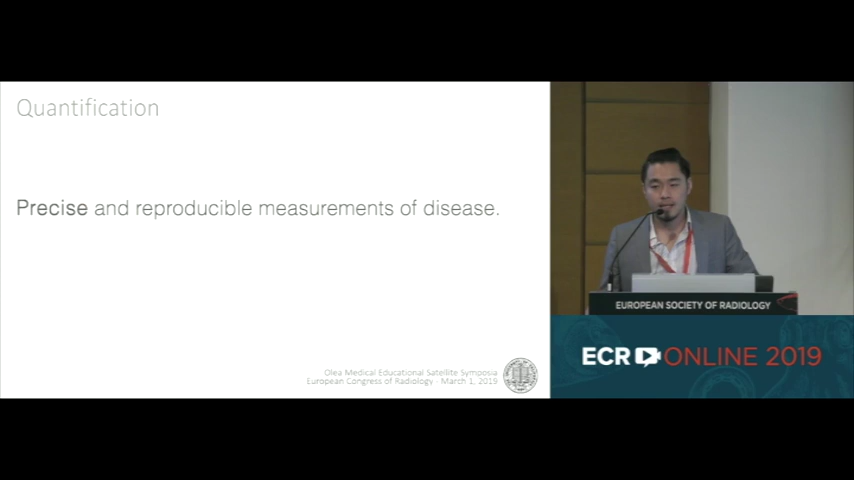 Quantification
Precise and reproducible measurements of disease.
Olea Medical Educational Satellite Symposia
European Congress of Radiology - March 1, 2019
EUROPEAN SOCIETY OF RADIOLOGY
ECR ONLINE 2019